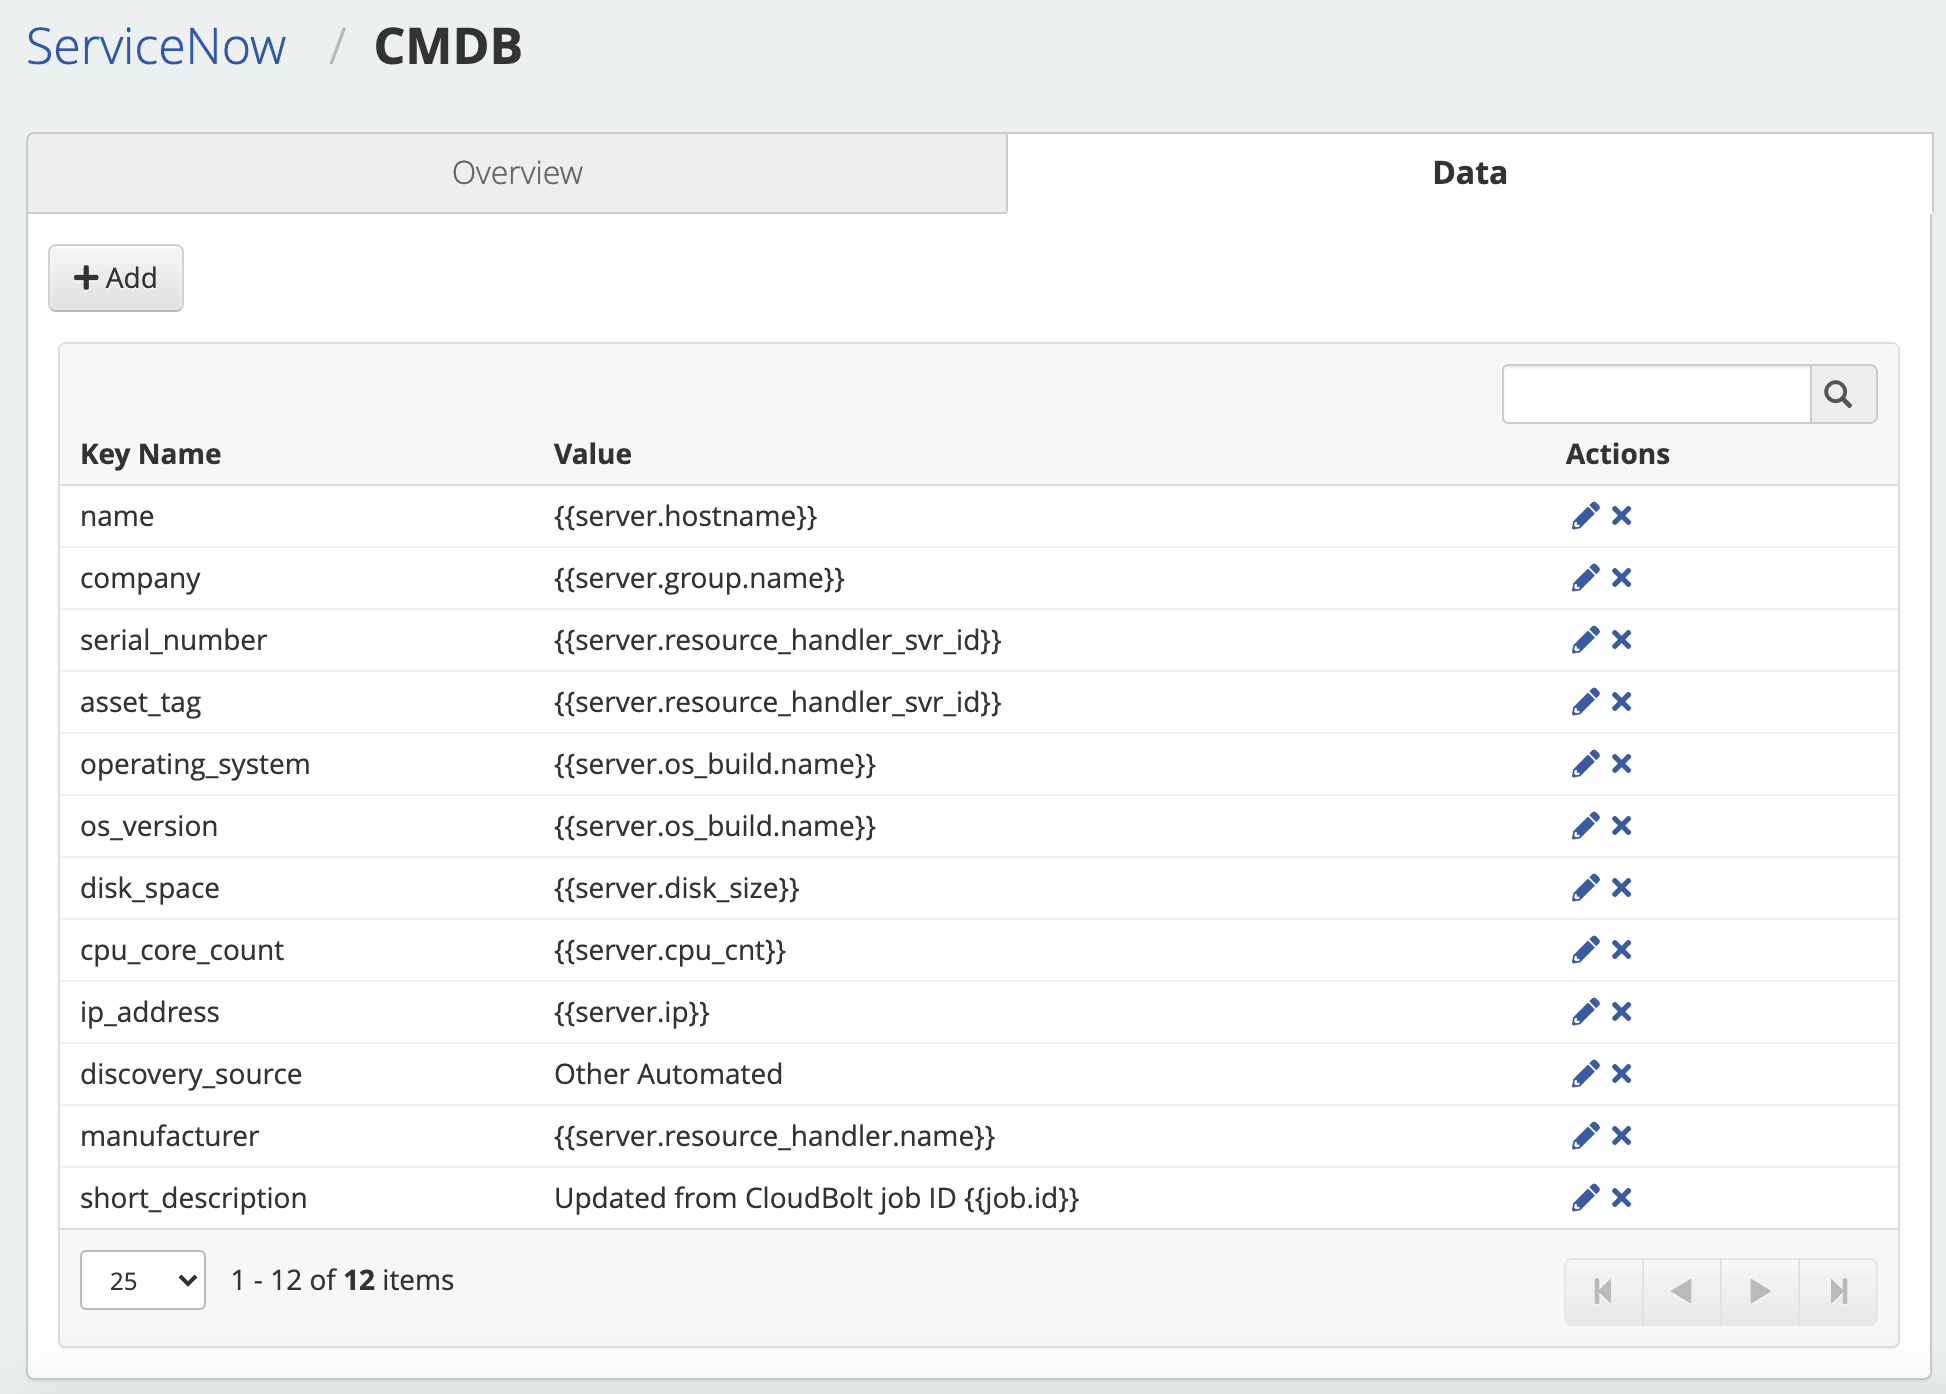 ServiceNow / CMDB
Overview Data
Add
Key Name Value Actions
name {{server.hostname}}
company {{server.group.name}}
serial_number {{server.resource_handler_svr_id}}
asset_tag {{server.resource_handler_svr_id}}
operating_system {{server.os_build.name}}
os_version {{server.os_build.name}}
disk_space {{server.disk_size}}
cpu_core_count {{server.cpu_cnt}}
ip_address {{server.ip}}
discovery_source Other Automated
manufacturer {{server.resource_handler.name}}
short_description Updated from CloudBolt job ID {{job.id}}
25 1 - 12 of 12 items